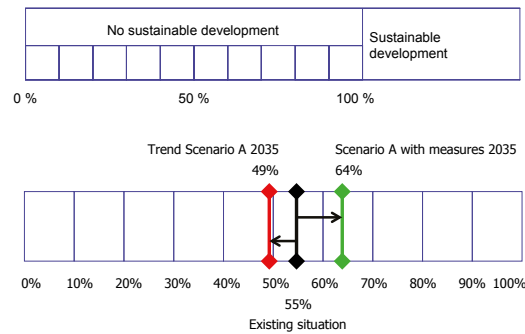 No sustainable development
Sustainable
development
0 % 50 % 100 %
Trend Scenario A 2035 Scenario A with measures 2035
49% 64%
0% 10% 20% 30% 40% 50% 60% 70% 80% 90% 100%
55%
Existing situation